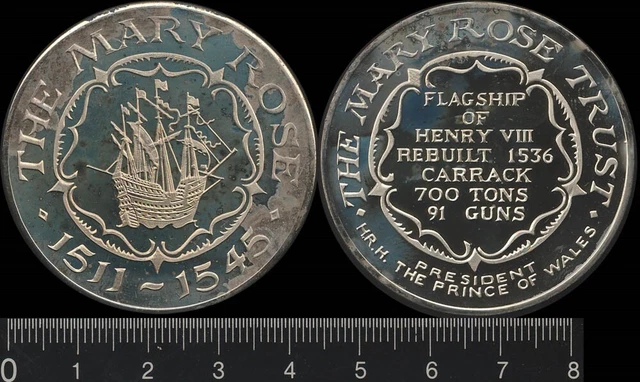 THE MARY ROSE
· 1511 ~ 1545 ·
THE MARY ROSE TRUST
FLAGSHIP
OF
HENRY VIII
REBUILT 1536
CARRACK
700 TONS
91 GUNS
PRESIDENT
· H.R.H. THE PRINCE OF WALES ·
0 1 2 3 4 5 6 7 8